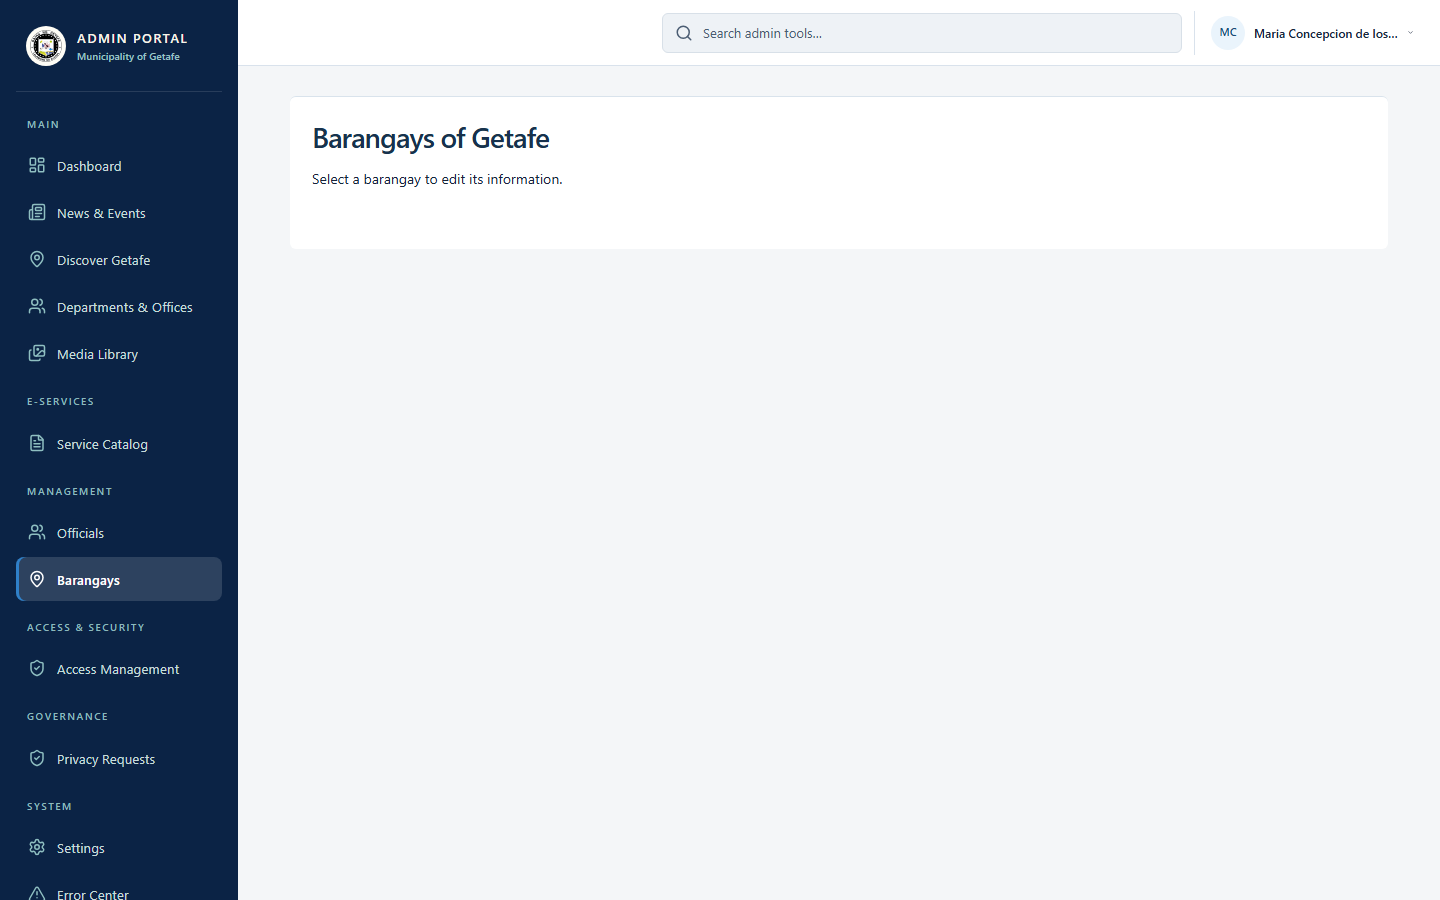 ADMIN PORTAL
Municipality of Getafe
MAIN
Dashboard
News & Events
Discover Getafe
Departments & Offices
Media Library
E-SERVICES
Service Catalog
MANAGEMENT
Officials
Barangays
ACCESS & SECURITY
Access Management
GOVERNANCE
Privacy Requests
SYSTEM
Settings
Error Center
Search admin tools...
MC
Maria Concepcion de los...
Barangays of Getafe
Select a barangay to edit its information.